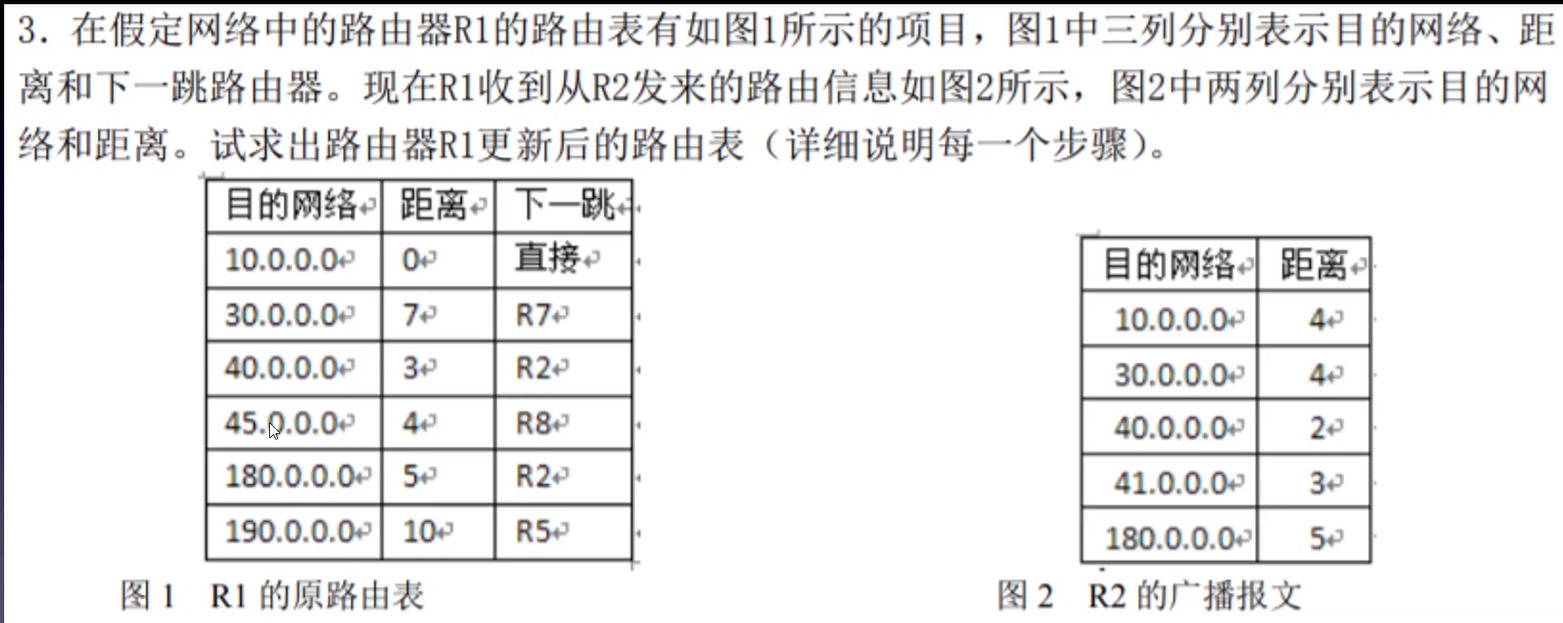 3. 在假定网络中的路由器R1的路由表有如图1所示的项目，图1中三列分别表示目的网络、距
离和下一跳路由器。现在R1收到从R2发来的路由信息如图2所示，图2中两列分别表示目的网
络和距离。试求出路由器R1更新后的路由表（详细说明每一个步骤）。
目的网络 距离 下一跳
10.0.0.0 0 直接
30.0.0.0 7 R7
40.0.0.0 3 R2
45.0.0.0 4 R8
180.0.0.0 5 R2
190.0.0.0 10 R5
图 1 R1 的原路由表
目的网络 距离
10.0.0.0 4
30.0.0.0 4
40.0.0.0 2
41.0.0.0 3
180.0.0.0 5
图 2 R2 的广播报文